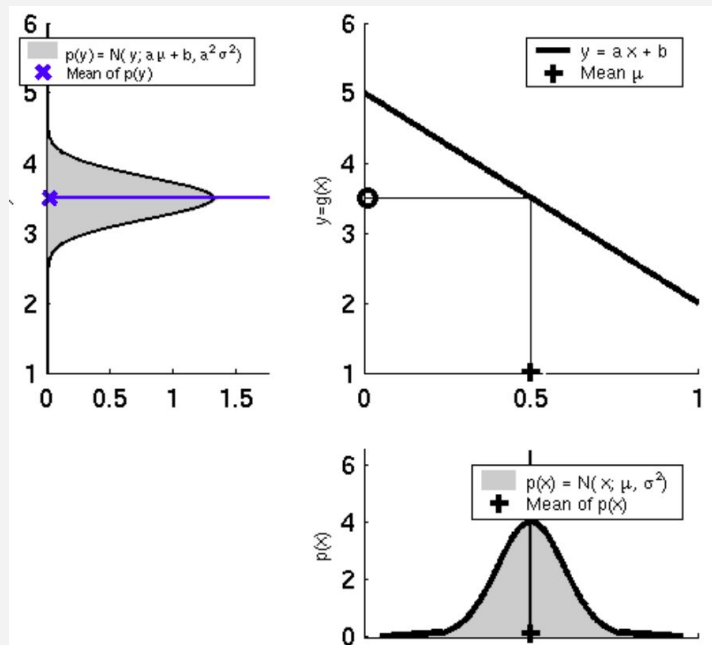 6
p(y) = N( y; a μ + b, a² σ²)
Mean of p(y)
5
4
3
2
1
0 0.5 1 1.5
6
y = a x + b
Mean μ
5
4
3
2
1
y=g(x)
0 0.5 1
6
p(x) = N( x; μ, σ²)
Mean of p(x)
4
2
0
p(x)